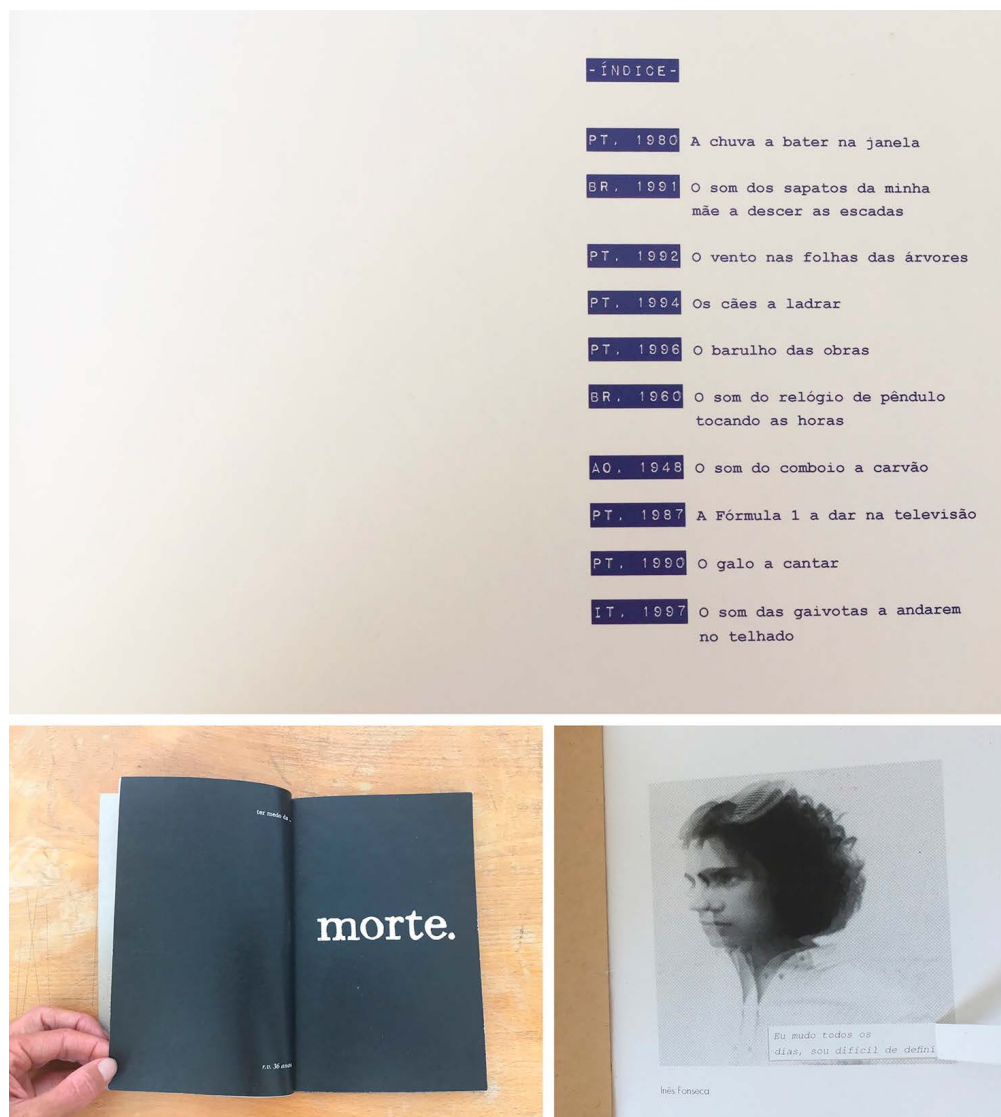 -ÍNDICE-
PT. 1980 A chuva a bater na janela
BR. 1991 O som dos sapatos da minha
mãe a descer as escadas
PT. 1992 O vento nas folhas das árvores
PT. 1994 Os cães a ladrar
PT. 1996 O barulho das obras
BR. 1960 O som do relógio de pêndulo
tocando as horas
AO. 1948 O som do comboio a carvão
PT. 1987 A Fórmula 1 a dar na televisão
PT. 1990 O galo a cantar
IT. 1997 O som das gaivotas a andarem
no telhado
ter medo da
morte.
r.v. 36 anos
Eu mudo todos os
dias, sou difícil de defini
Inês Fonseca